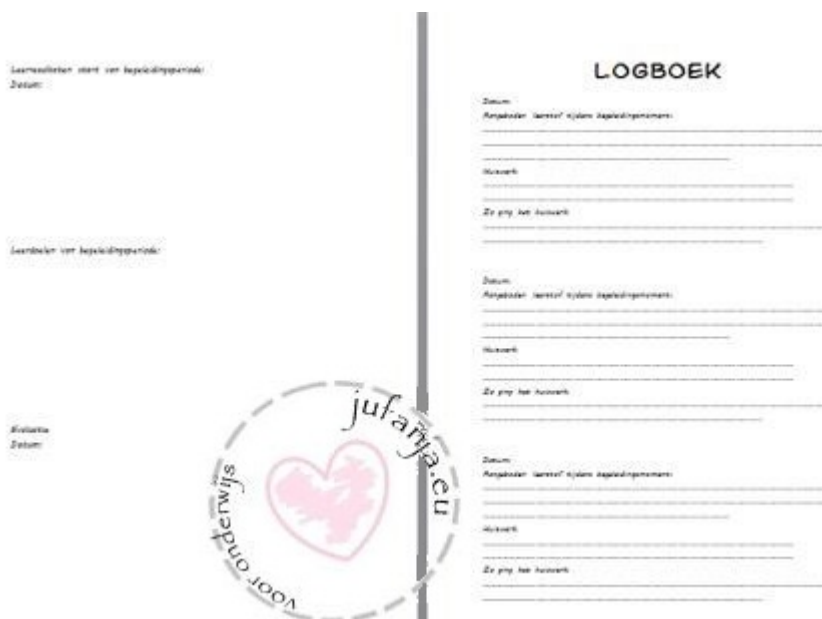 Leerresultaten start van begeleidingsperiode:
Datum:
Leerdoelen van begeleidingsperiode:
Evaluatie
Datum:
jufanja.eu
voor onderwijs
LOGBOEK
Datum:
Aangeboden leerstof tijdens begeleidingsmoment:
Huiswerk
Zo ging het huiswerk
Datum:
Aangeboden leerstof tijdens begeleidingsmoment:
Huiswerk
Zo ging het huiswerk
Datum:
Aangeboden leerstof tijdens begeleidingsmoment:
Huiswerk
Zo ging het huiswerk